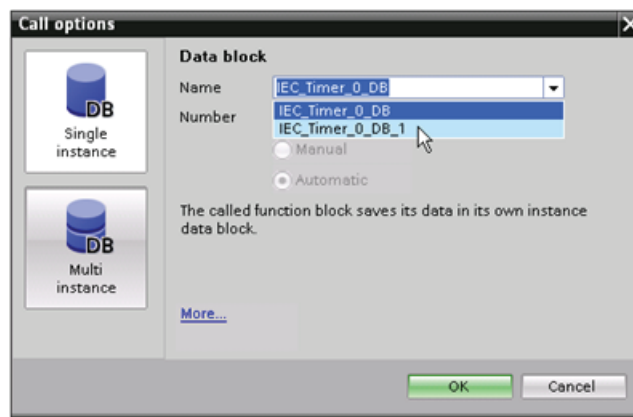 Call options
DB
Single
instance
DB
Multi
instance
Data block
Name IEC_Timer_0_DB
IEC_Timer_0_DB
Number IEC_Timer_0_DB_1
Manual
Automatic
The called function block saves its data in its own instance
data block.
More...
OK Cancel